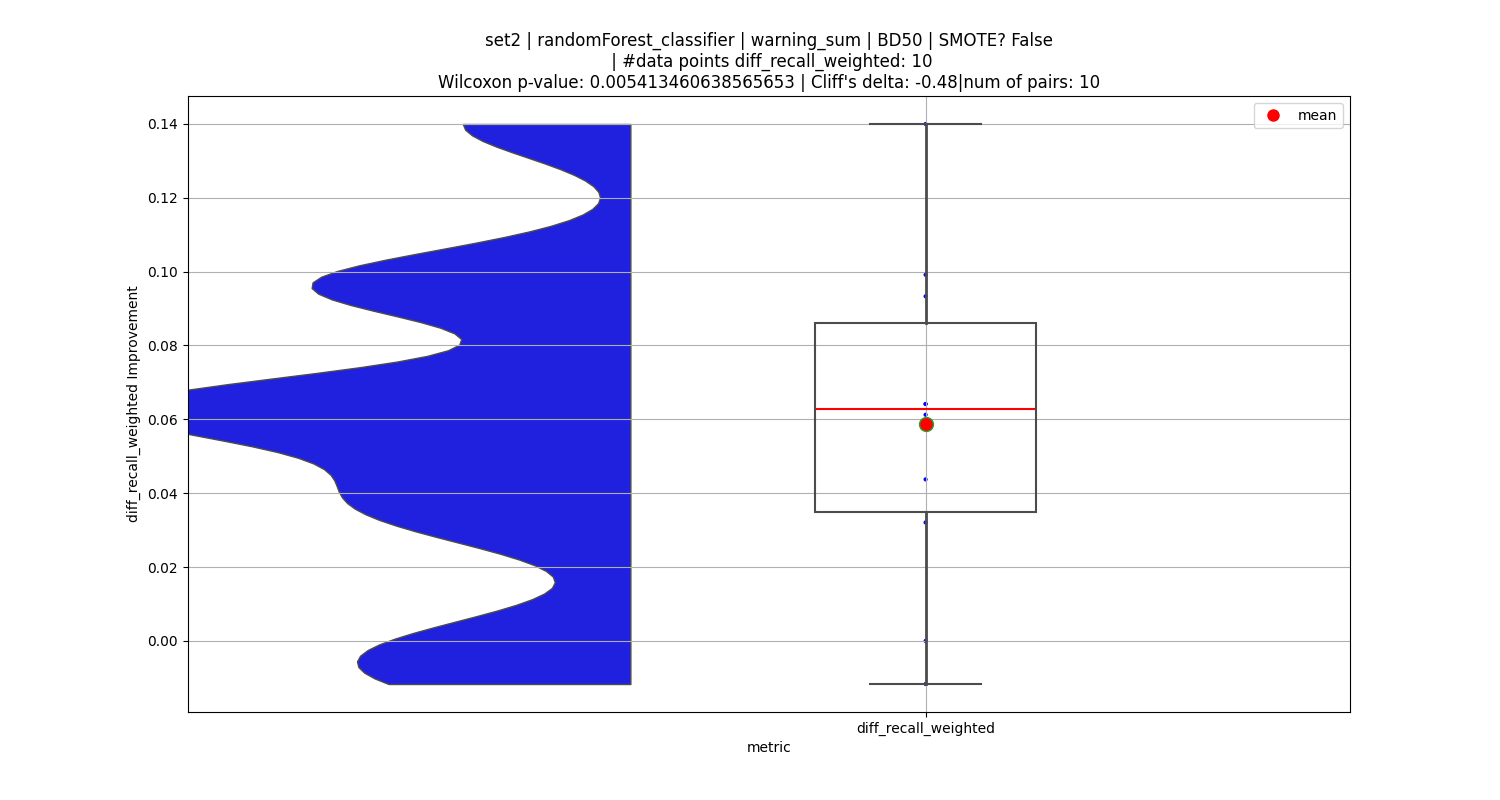 set2 | randomForest_classifier | warning_sum | BD50 | SMOTE? False
| #data points diff_recall_weighted: 10
Wilcoxon p-value: 0.005413460638565653 | Cliff's delta: -0.48|num of pairs: 10
mean
0.14
0.12
0.10
0.08
0.06
0.04
0.02
0.00
diff_recall_weighted Improvement
diff_recall_weighted
metric